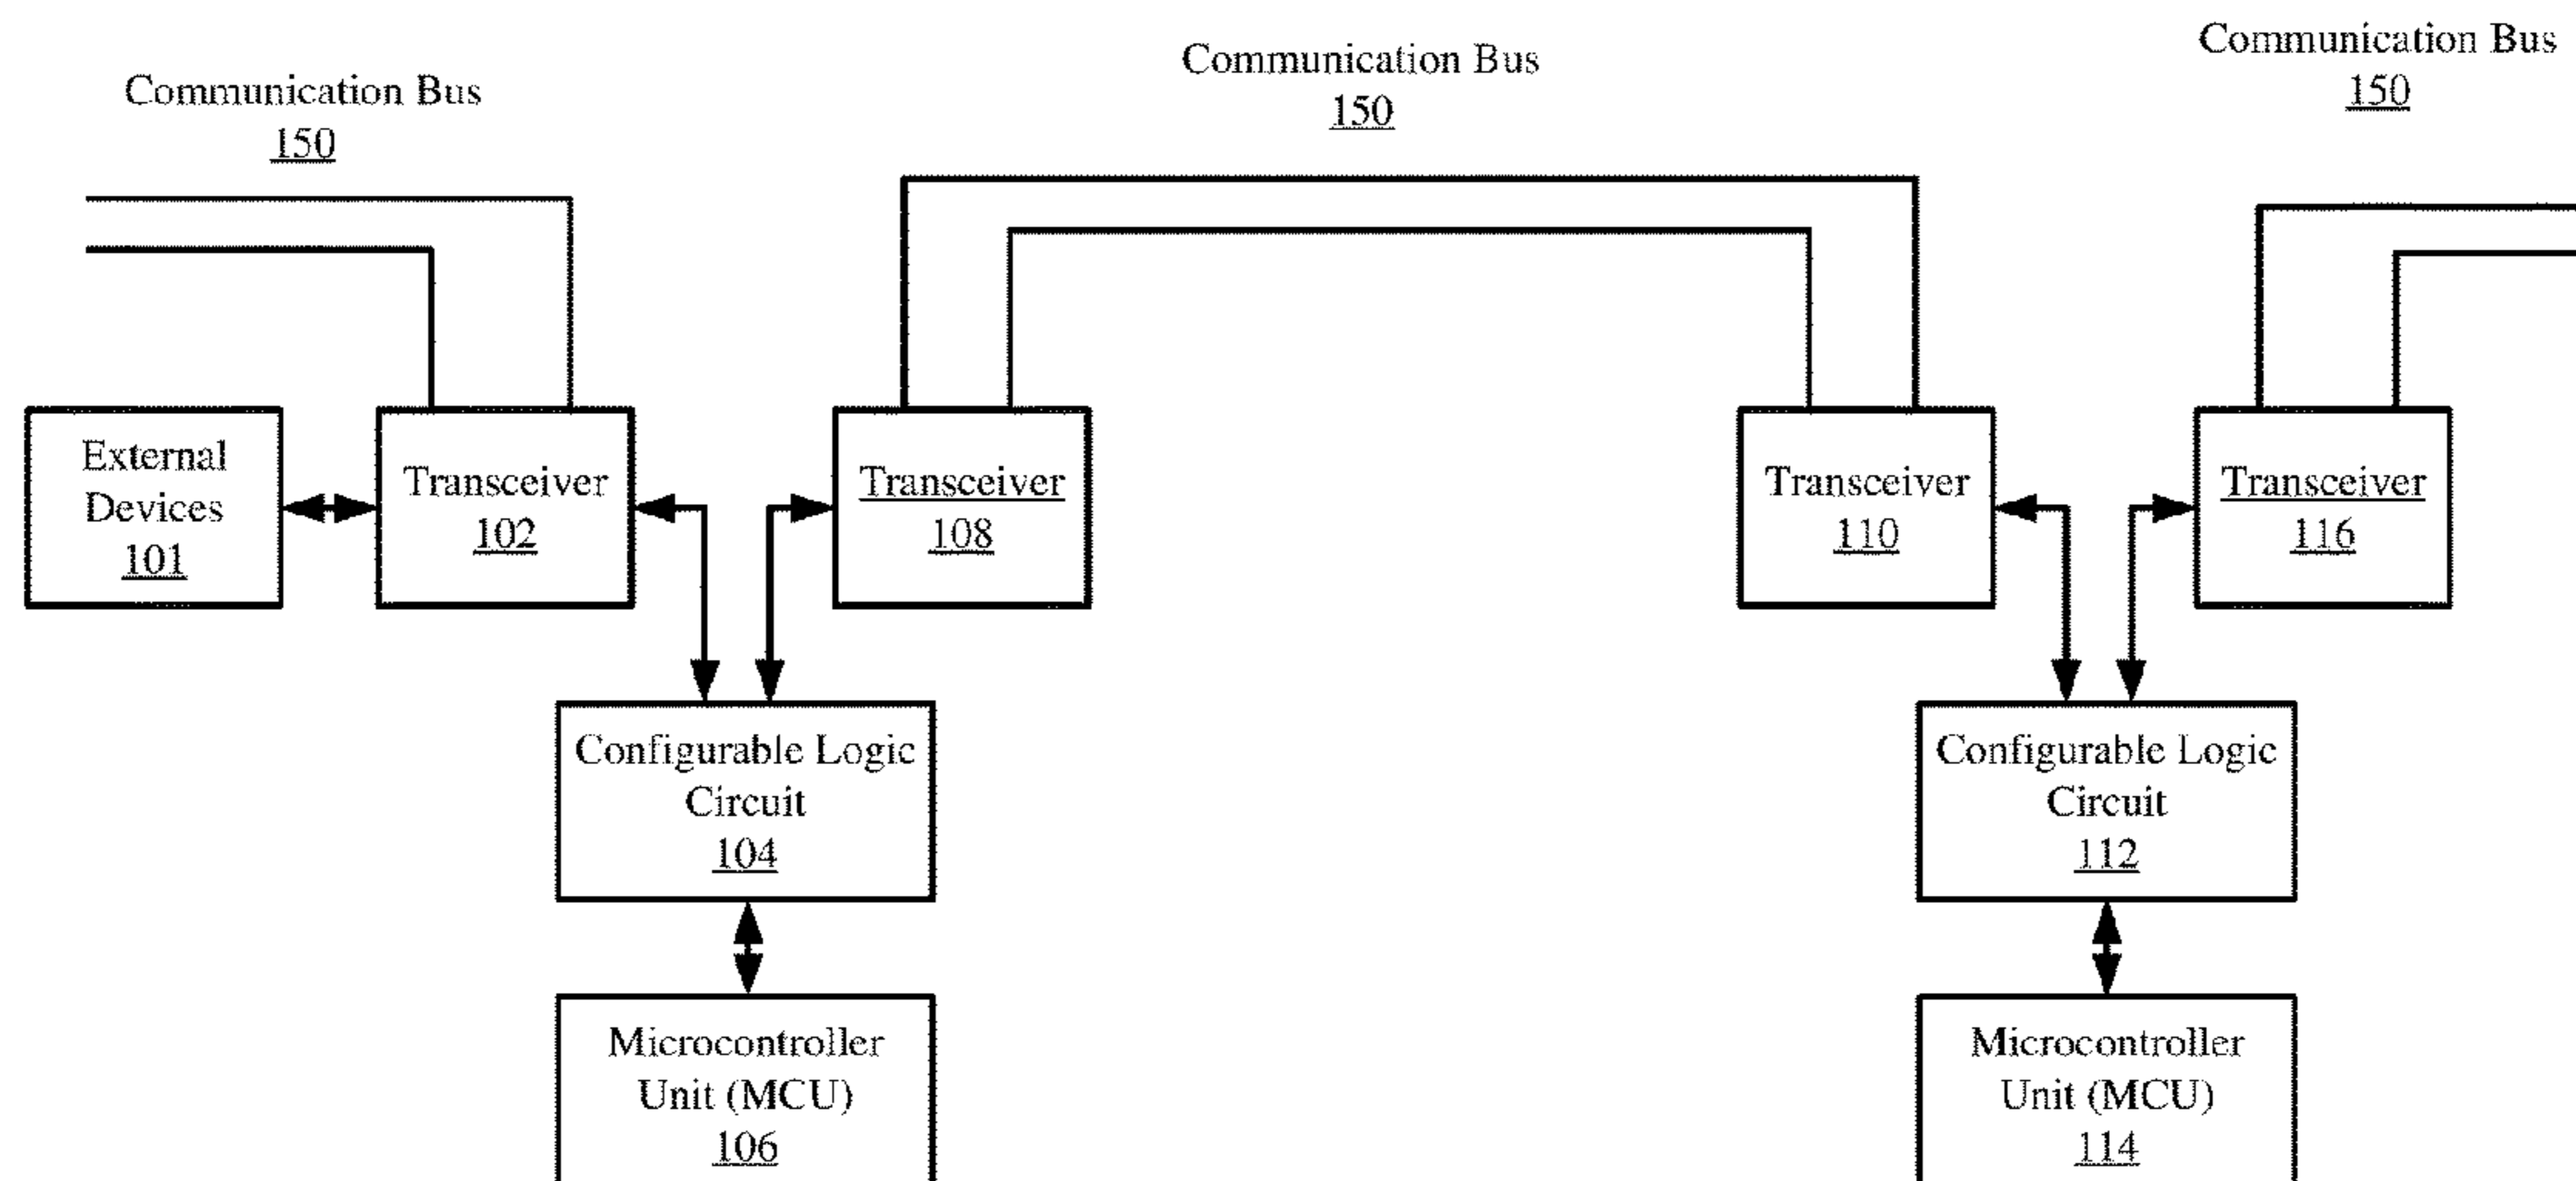 Communication Bus
150
Communication Bus
150
Communication Bus
150
External
Devices
101
Transceiver
102
Transceiver
108
Transceiver
110
Transceiver
116
Configurable Logic
Circuit
104
Configurable Logic
Circuit
112
Microcontroller
Unit (MCU)
106
Microcontroller
Unit (MCU)
114